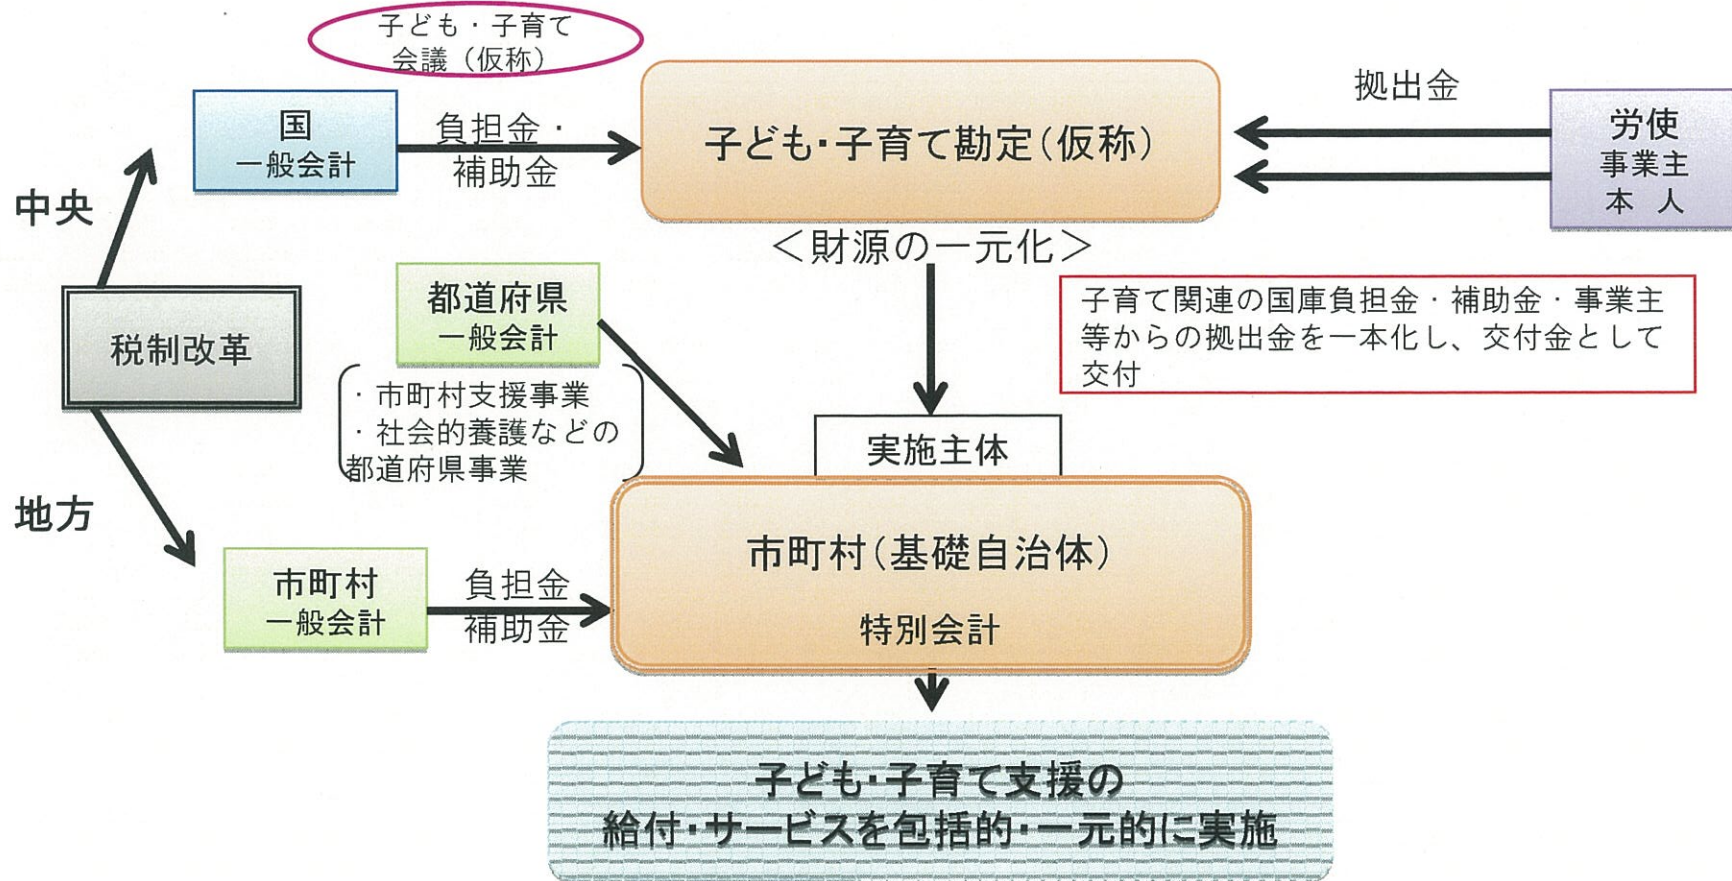 子ども・子育て
会議（仮称）
国
一般会計
負担金・
補助金
子ども・子育て勘定（仮称）
拠出金
労使
事業主
本 人
中央
＜財源の一元化＞
税制改革
都道府県
一般会計
・市町村支援事業
・社会的養護などの
都道府県事業
子育て関連の国庫負担金・補助金・事業主
等からの拠出金を一本化し、交付金として
交付
実施主体
地方
市町村
一般会計
負担金
補助金
市町村（基礎自治体）
特別会計
子ども・子育て支援の
給付・サービスを包括的・一元的に実施